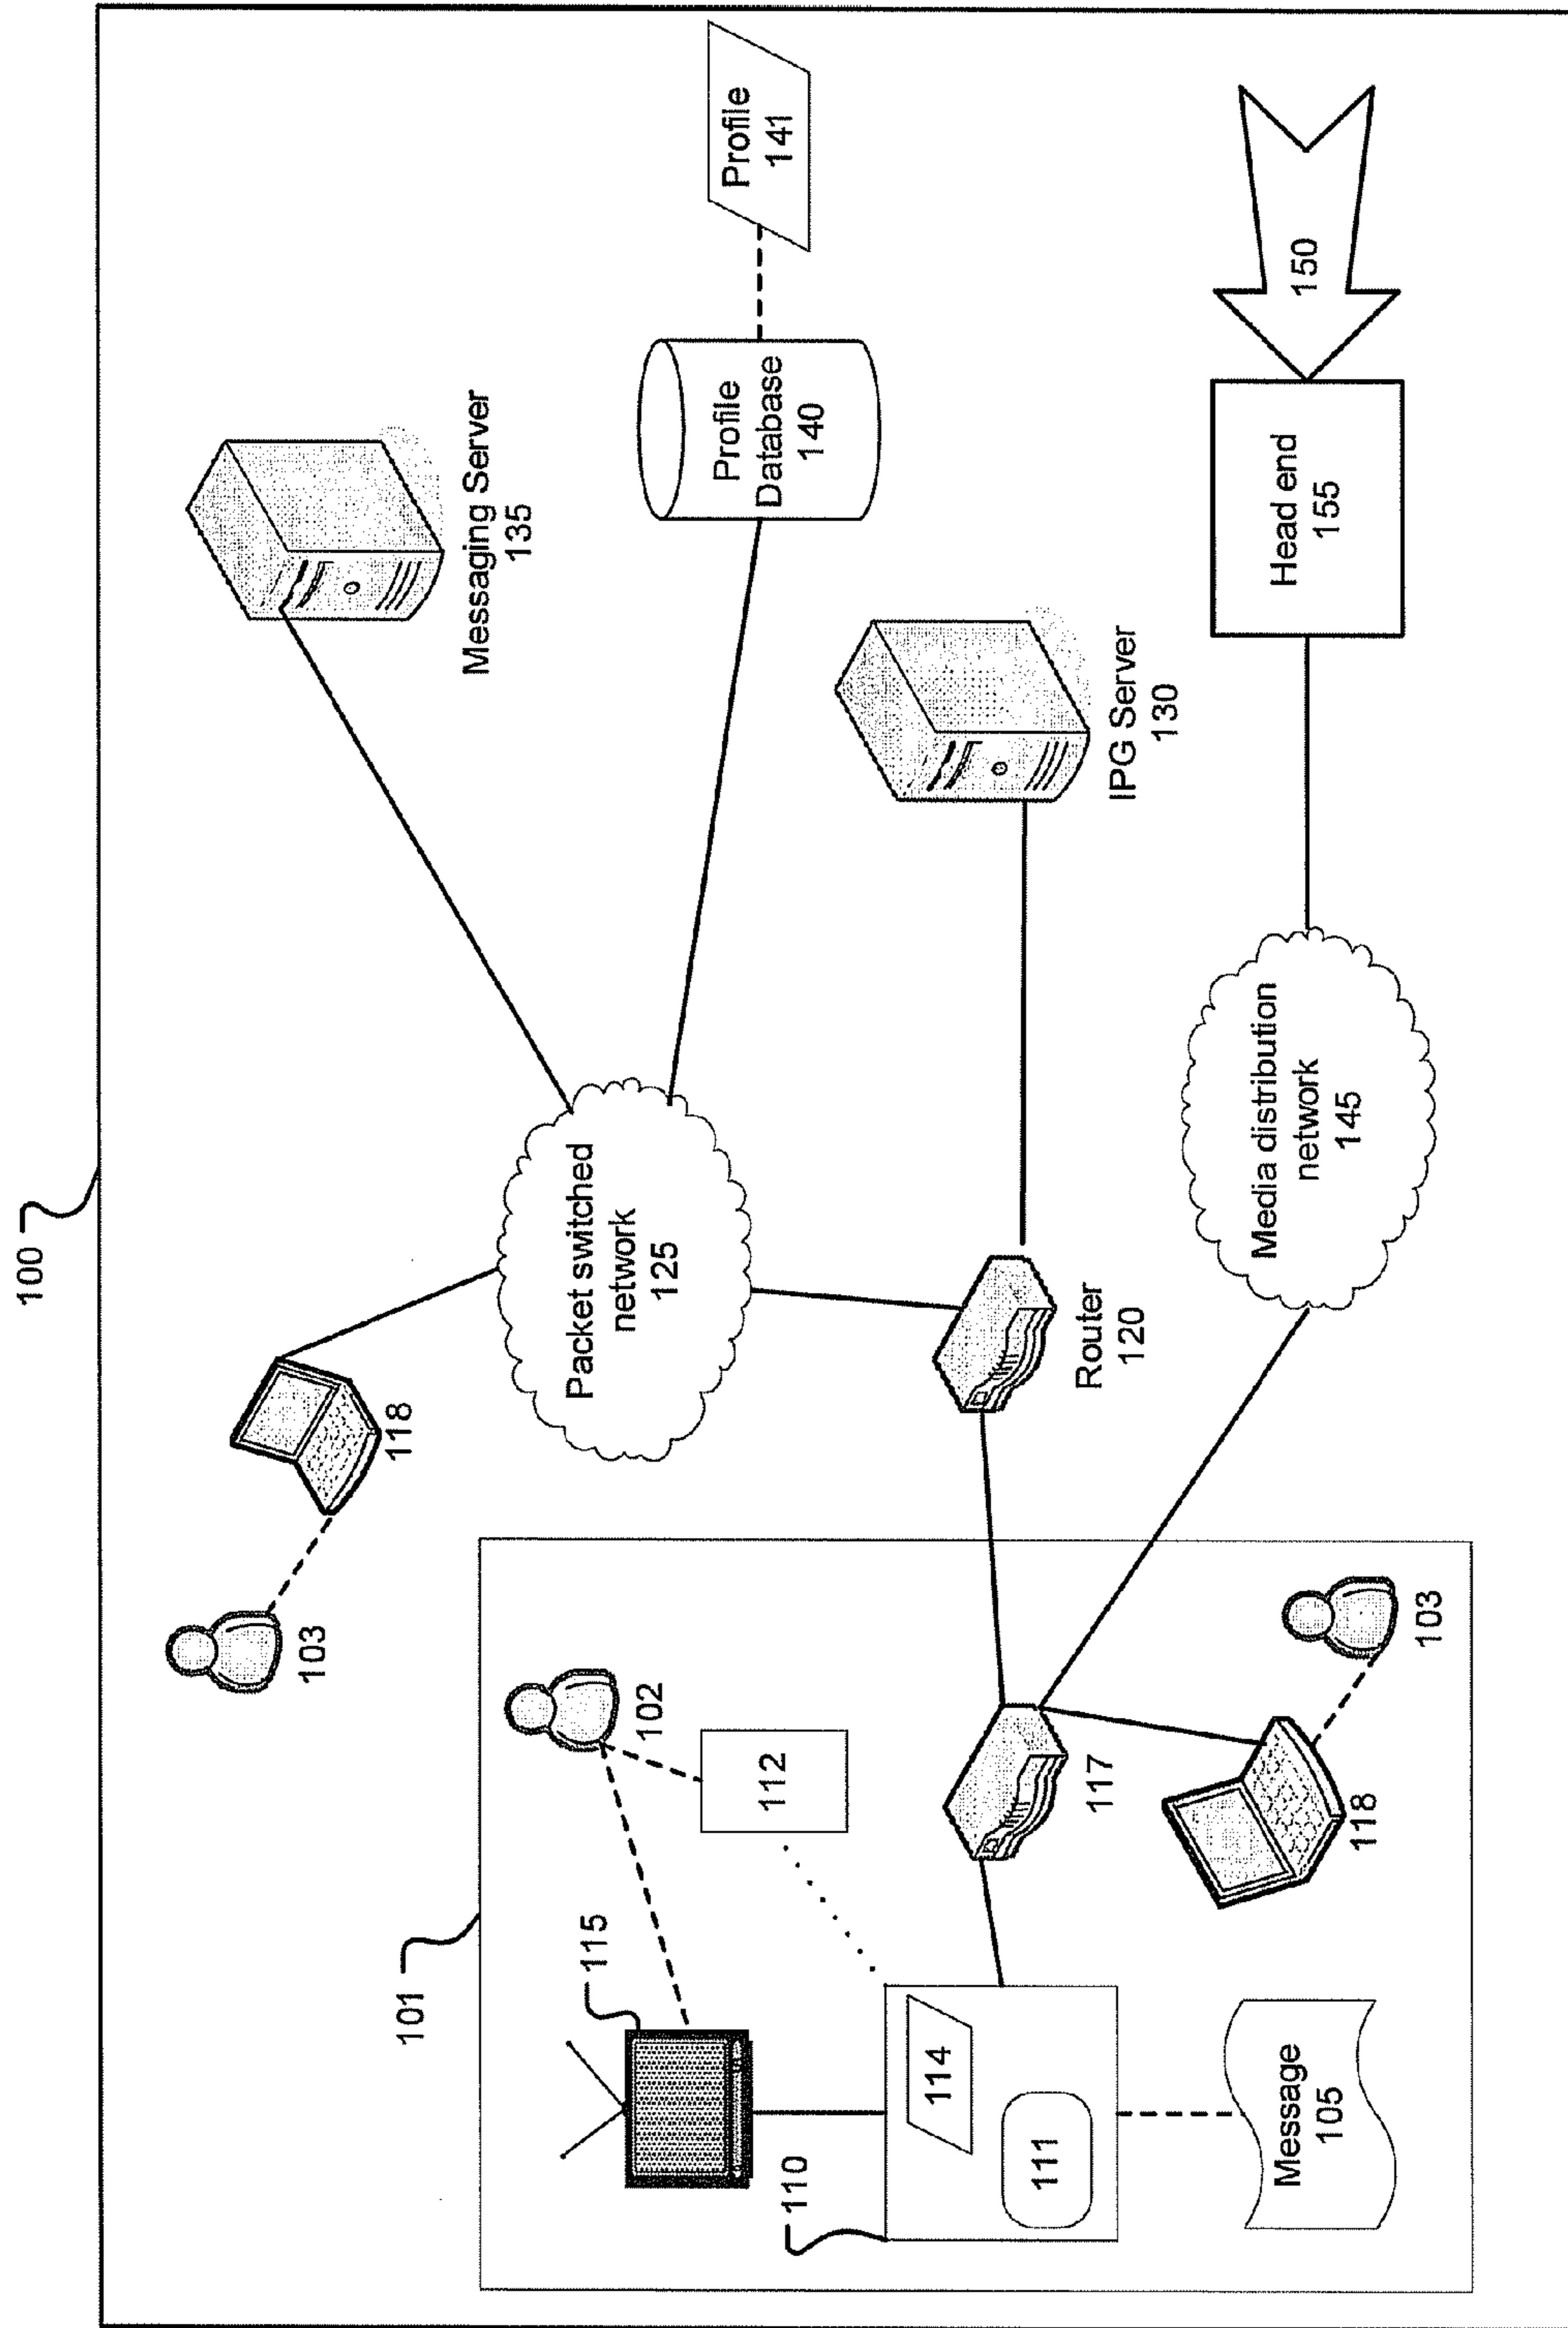 100
103
118
Messaging Server
135
Packet switched
network
125
Profile
Database
140
Profile
141
101
115
102
112
110
114
111
117
Router
120
IPG Server
130
Message
105
118
103
Media distribution
network
145
Head end
155
150